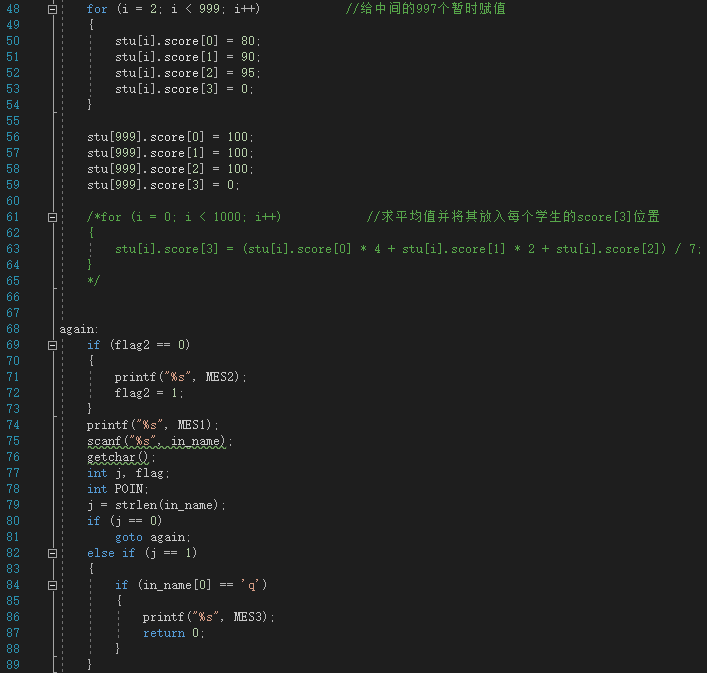 48 for (i = 2; i < 999; i++) //给中间的997个暂时赋值
49 {
50 stu[i].score[0] = 80;
51 stu[i].score[1] = 90;
52 stu[i].score[2] = 95;
53 stu[i].score[3] = 0;
54 }
55
56 stu[999].score[0] = 100;
57 stu[999].score[1] = 100;
58 stu[999].score[2] = 100;
59 stu[999].score[3] = 0;
60
61 /*for (i = 0; i < 1000; i++) //求平均值并将其放入每个学生的score[3]位置
62 {
63 stu[i].score[3] = (stu[i].score[0] * 4 + stu[i].score[1] * 2 + stu[i].score[2]) / 7;
64 }
65 */
66
67
68 again:
69 if (flag2 == 0)
70 {
71 printf("%s", MES2);
72 flag2 = 1;
73 }
74 printf("%s", MES1);
75 scanf("%s", in_name);
76 getchar();
77 int j, flag;
78 int POIN;
79 j = strlen(in_name);
80 if (j == 0)
81 goto again;
82 else if (j == 1)
83 {
84 if (in_name[0] == 'q')
85 {
86 printf("%s", MES3);
87 return 0;
88 }
89 }